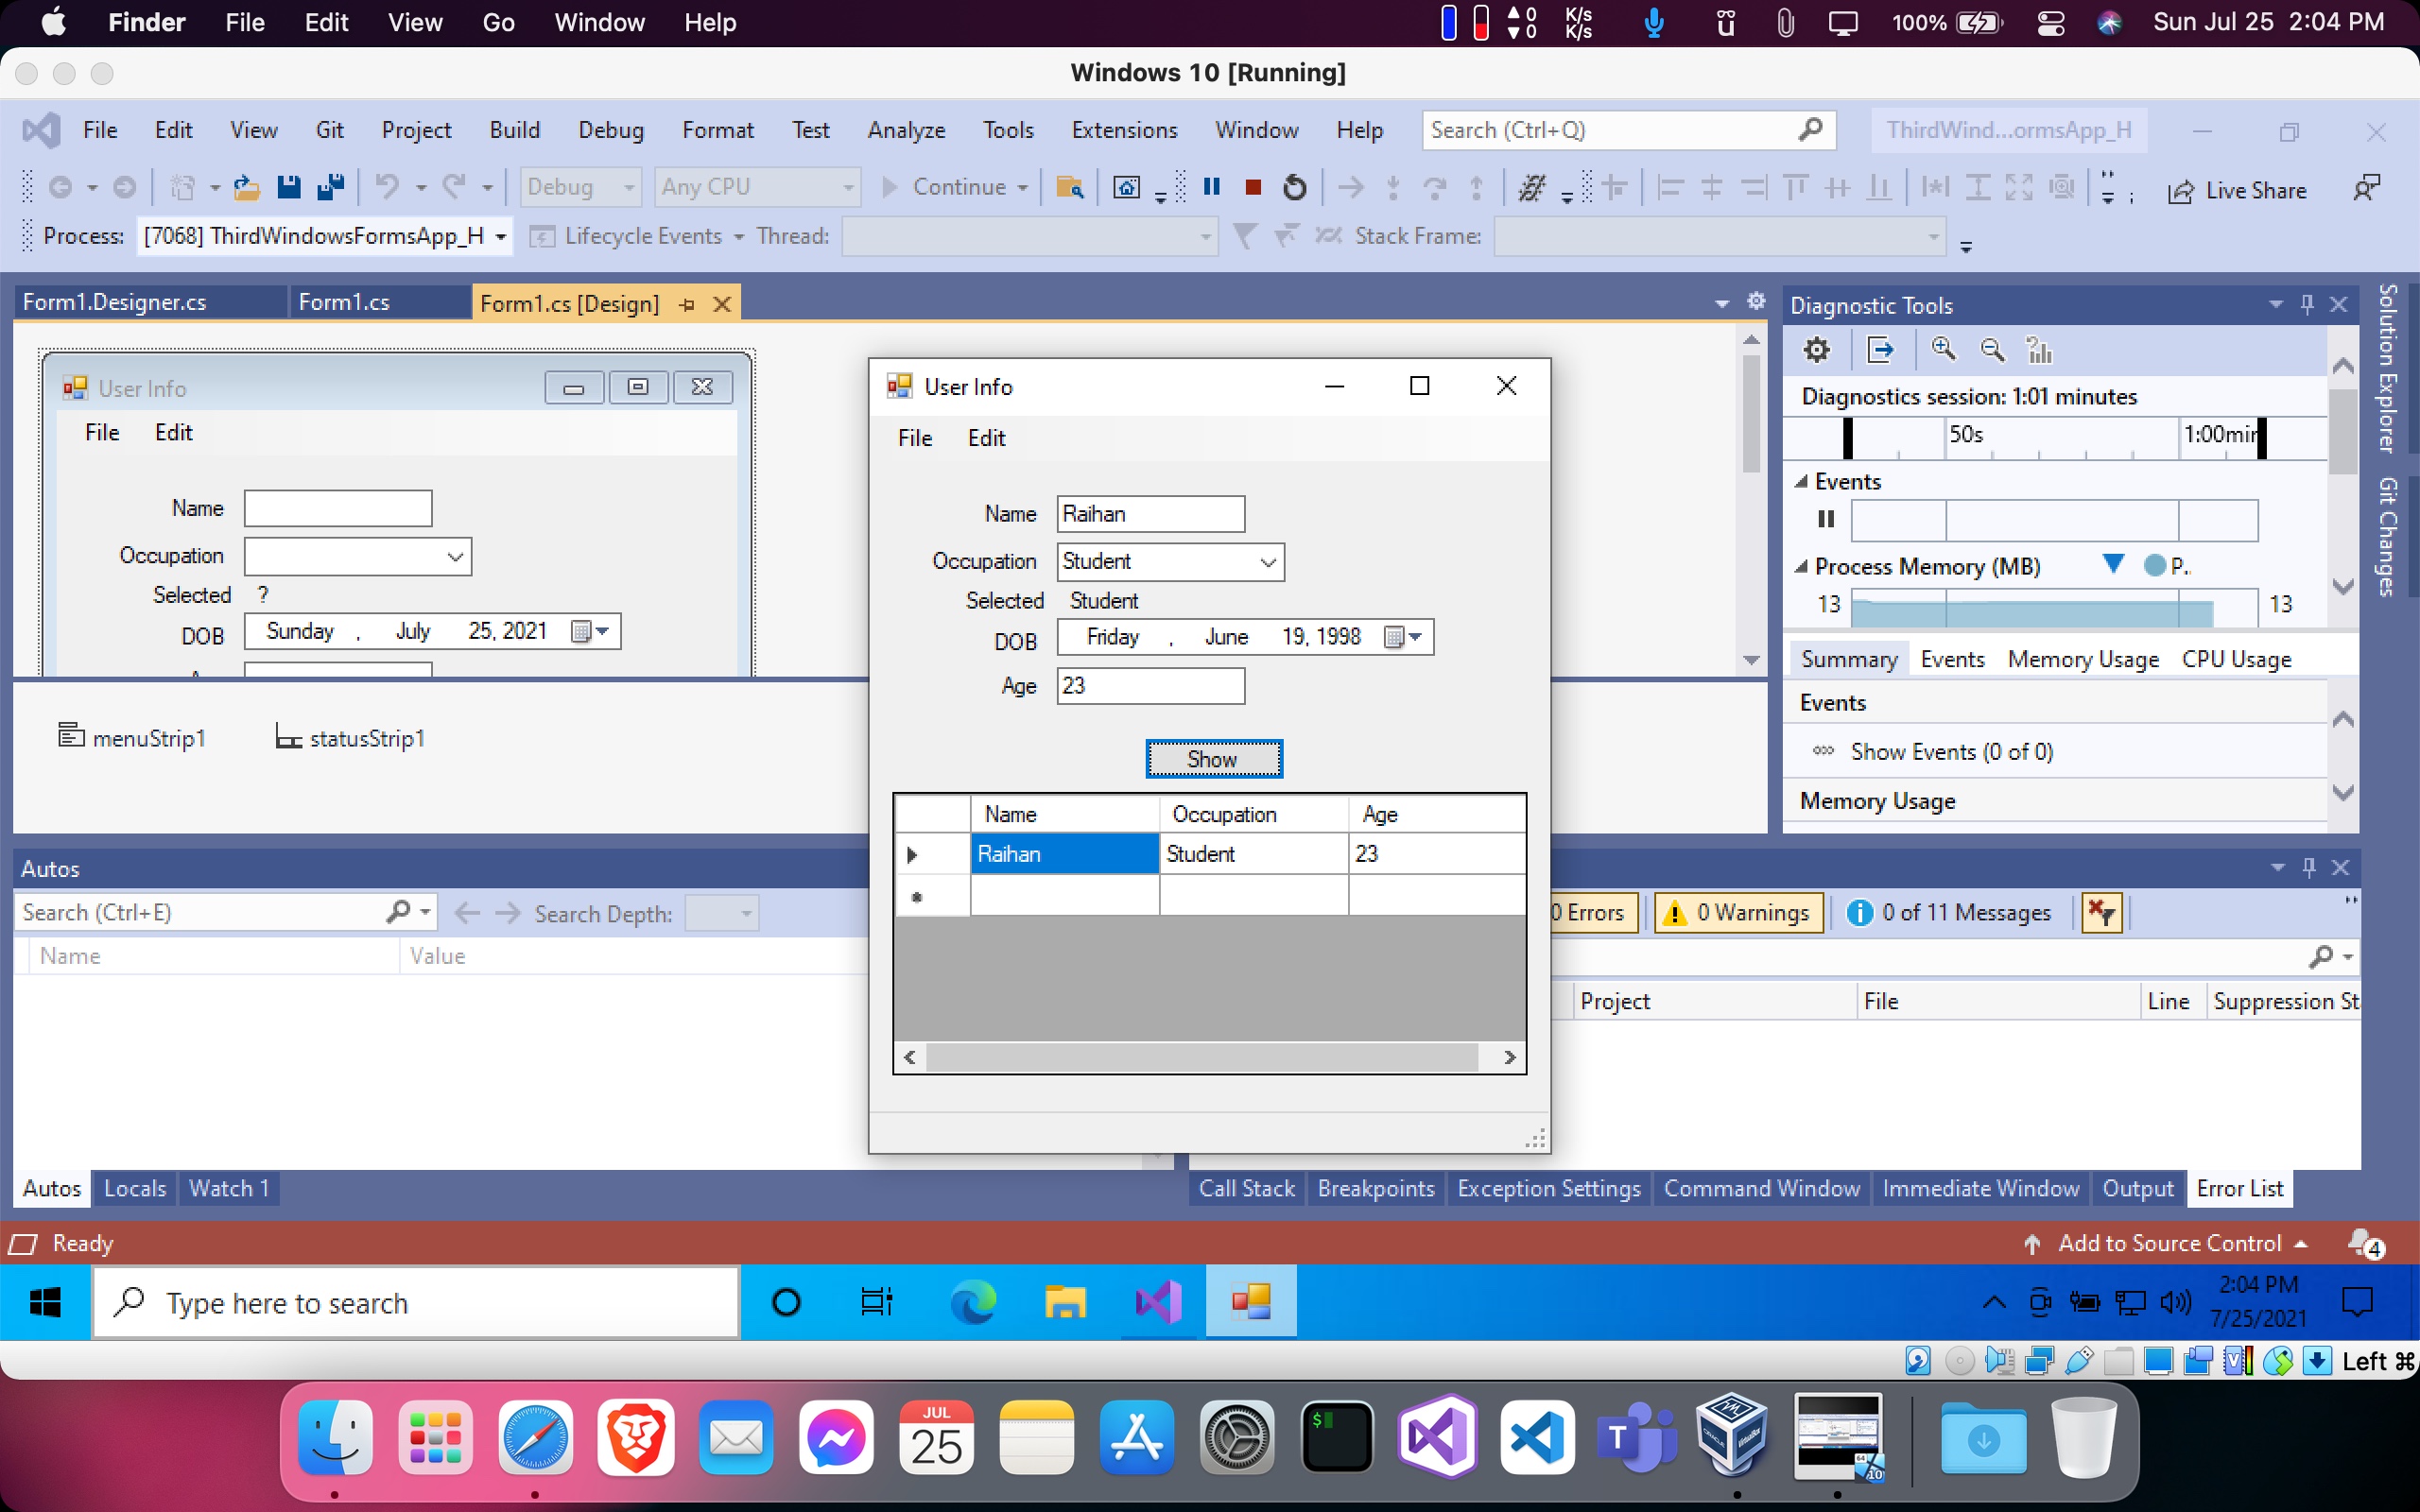 Finder File Edit View Go Window Help 0 0 K/s K/s 100% Sun Jul 25 2:04 PM
Windows 10 [Running]
File Edit View Git Project Build Debug Format Test Analyze Tools Extensions Window Help Search (Ctrl+Q) ThirdWind...ormsApp_H
Debug Any CPU Continue Live Share
Process: [7068] ThirdWindowsFormsApp_H Lifecycle Events Thread: Stack Frame:
Form1.Designer.cs Form1.cs Form1.cs [Design]
User Info
File Edit
Name
Occupation
Selected ?
DOB Sunday , July 25, 2021
menuStrip1 statusStrip1
User Info
File Edit
Name Raihan
Occupation Student
Selected Student
DOB Friday , June 19, 1998
Age 23
Show
Name Occupation Age
Raihan Student 23
Diagnostic Tools
Diagnostics session: 1:01 minutes
50s 1:00min
Events
Process Memory (MB) P..
13 13
Summary Events Memory Usage CPU Usage
Events
Show Events (0 of 0)
Memory Usage
Solution Explorer
Git Changes
Autos
Search (Ctrl+E) Search Depth:
Name Value
0 Errors 0 Warnings 0 of 11 Messages
Project File Line Suppression St
Autos Locals Watch 1
Call Stack Breakpoints Exception Settings Command Window Immediate Window Output Error List
Ready Add to Source Control 4
Type here to search 2:04 PM
7/25/2021
Left ⌘
JUL
25
$
T
64
10